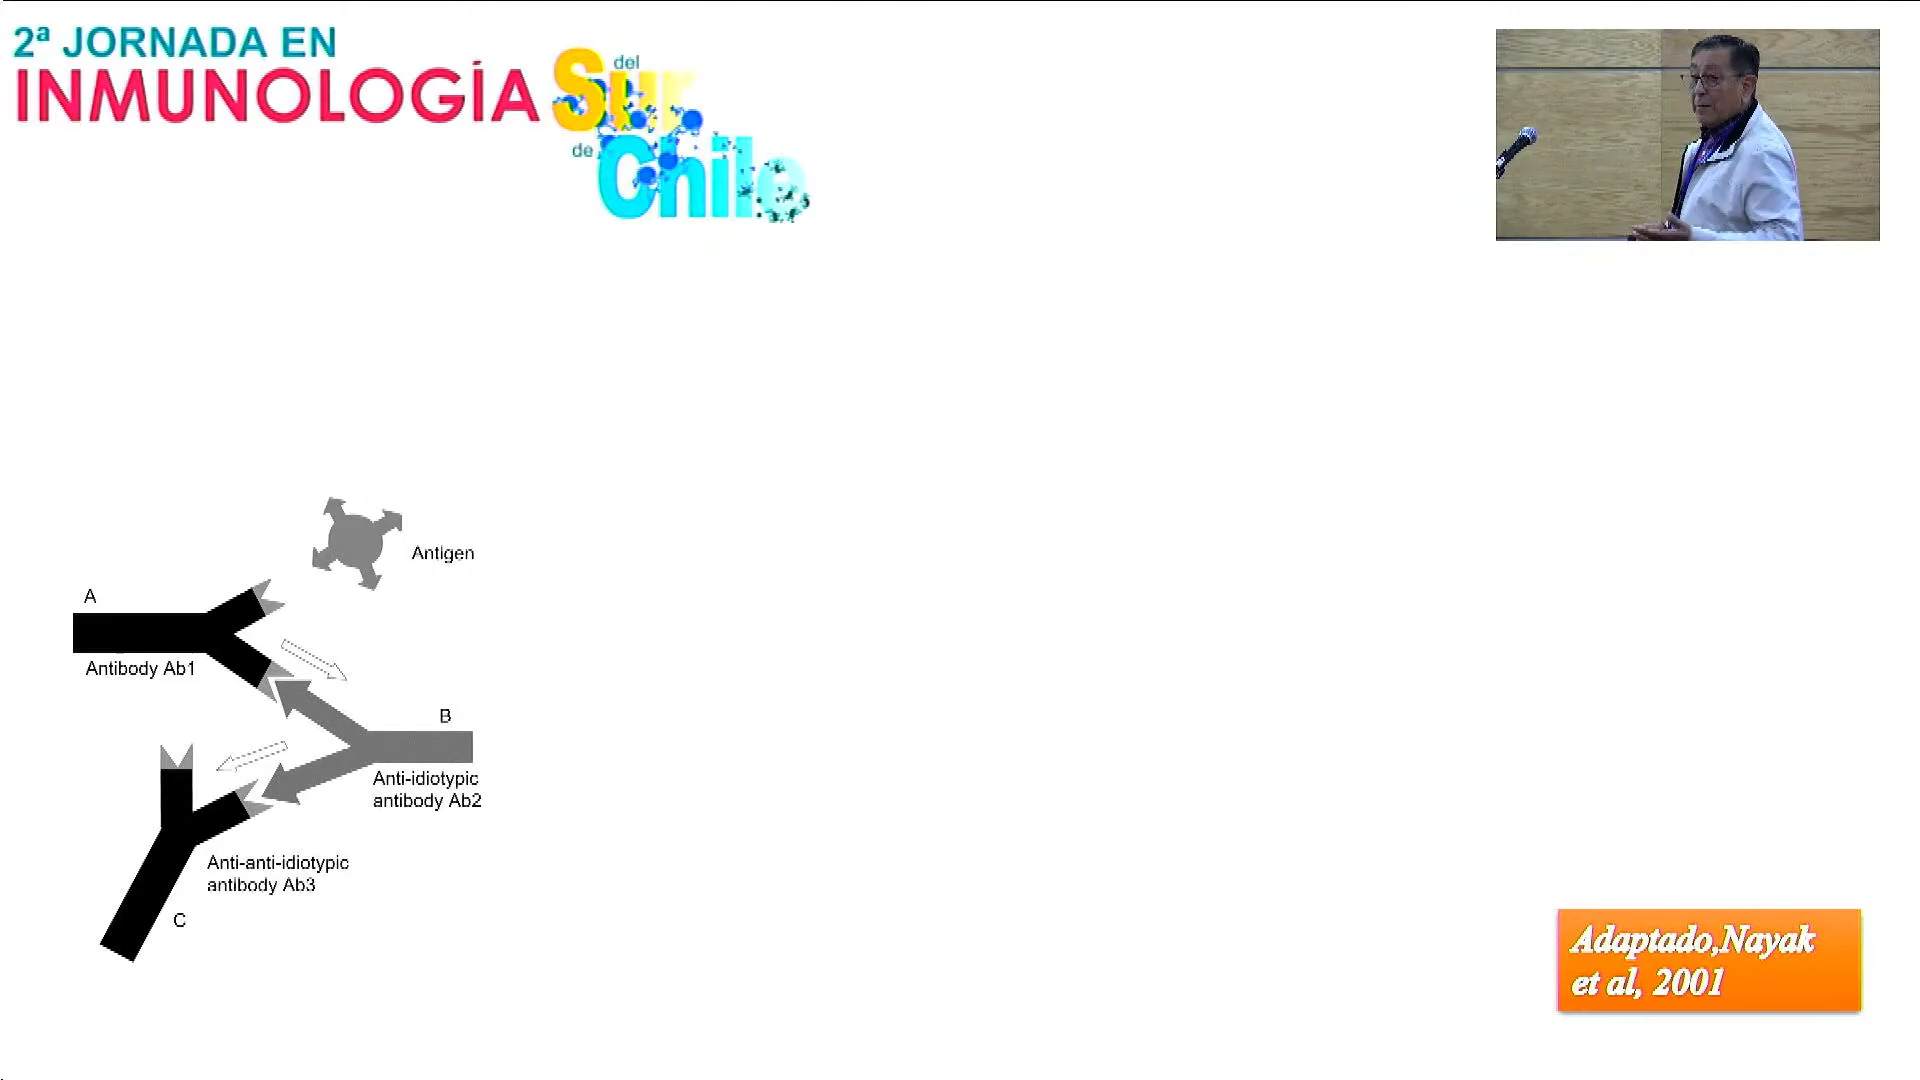 2ª JORNADA EN
INMUNOLOGÍA
del
Sur
de
Chile
Antigen
A
Antibody Ab1
B
Anti-idiotypic
antibody Ab2
Anti-anti-idiotypic
antibody Ab3
C
Adaptado,Nayak
et al, 2001